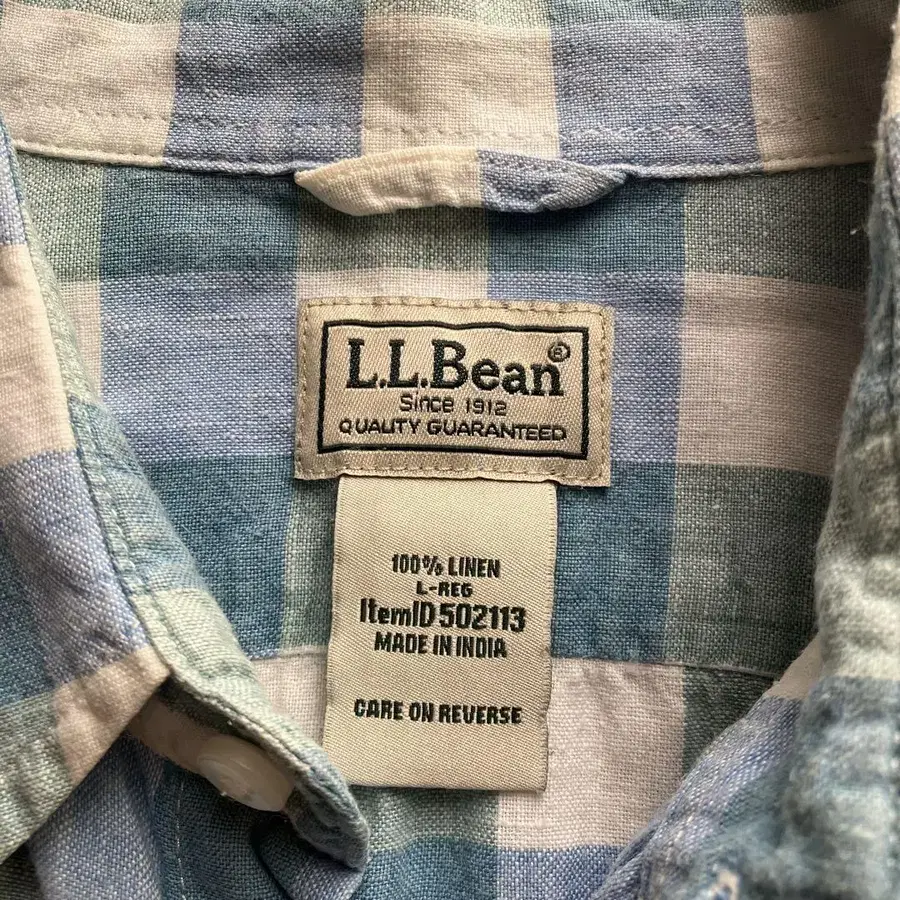 L.L.Bean®
Since 1912
QUALITY GUARANTEED
100% LINEN
L-REG
ItemID 502113
MADE IN INDIA
CARE ON REVERSE